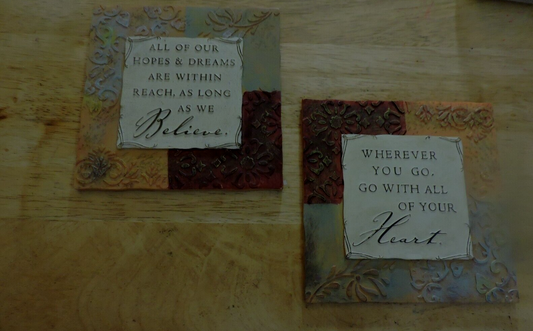 ALL OF OUR
HOPES & DREAMS
ARE WITHIN
REACH, AS LONG
AS WE
Believe.
WHEREVER
YOU GO,
GO WITH ALL
OF YOUR
Heart.